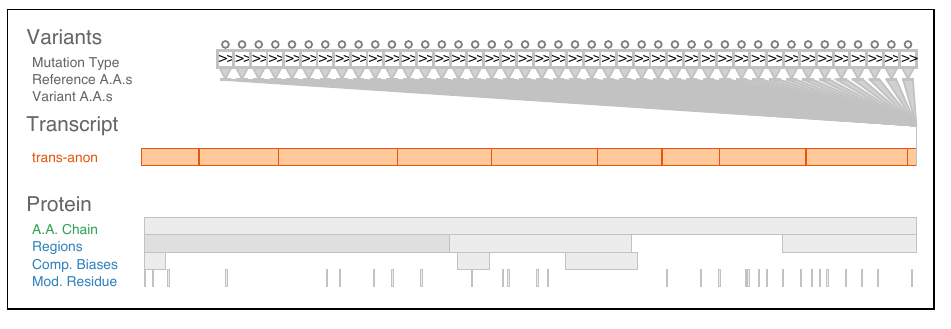 Variants
Mutation Type
Reference A.A.s
Variant A.A.s
Transcript
trans-anon
Protein
A.A. Chain
Regions
Comp. Biases
Mod. Residue